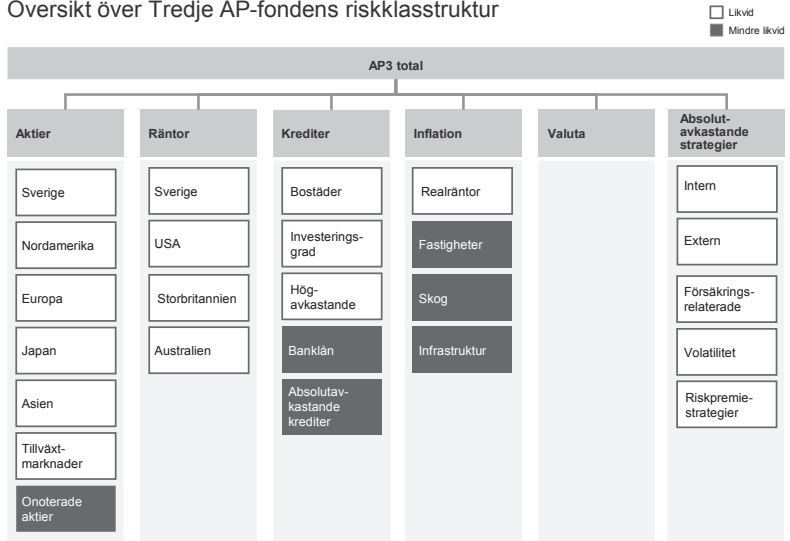 Översikt över Tredje AP-fondens riskklasstruktur
Likvid
Mindre likvid
AP3 total
Aktier
Räntor
Krediter
Inflation
Valuta
Absolut-
avkastande
strategier
Sverige
Nordamerika
Europa
Japan
Asien
Tillväxt-
marknader
Onoterade
aktier
Sverige
USA
Storbritannien
Australien
Bostäder
Investerings-
grad
Hög-
avkastande
Banklån
Absolutav-
kastande
krediter
Realräntor
Fastigheter
Skog
Infrastruktur
Intern
Extern
Försäkrings-
relaterade
Volatilitet
Riskpremie-
strategier